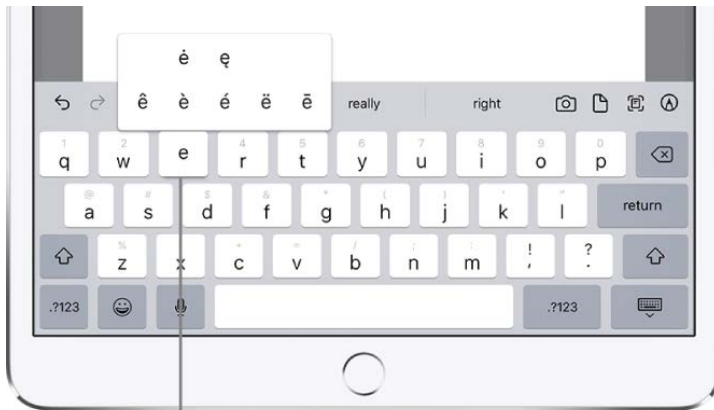 ė ę
ê è é ë ē really right
1 2 4 5 6 7 8 9 0
q w e r t y u i o p
@ # $ & * ( ) ' "
a s d f g h j k l return
% + = / ; : ! ?
z x c v b n m , .
.?123 .?123